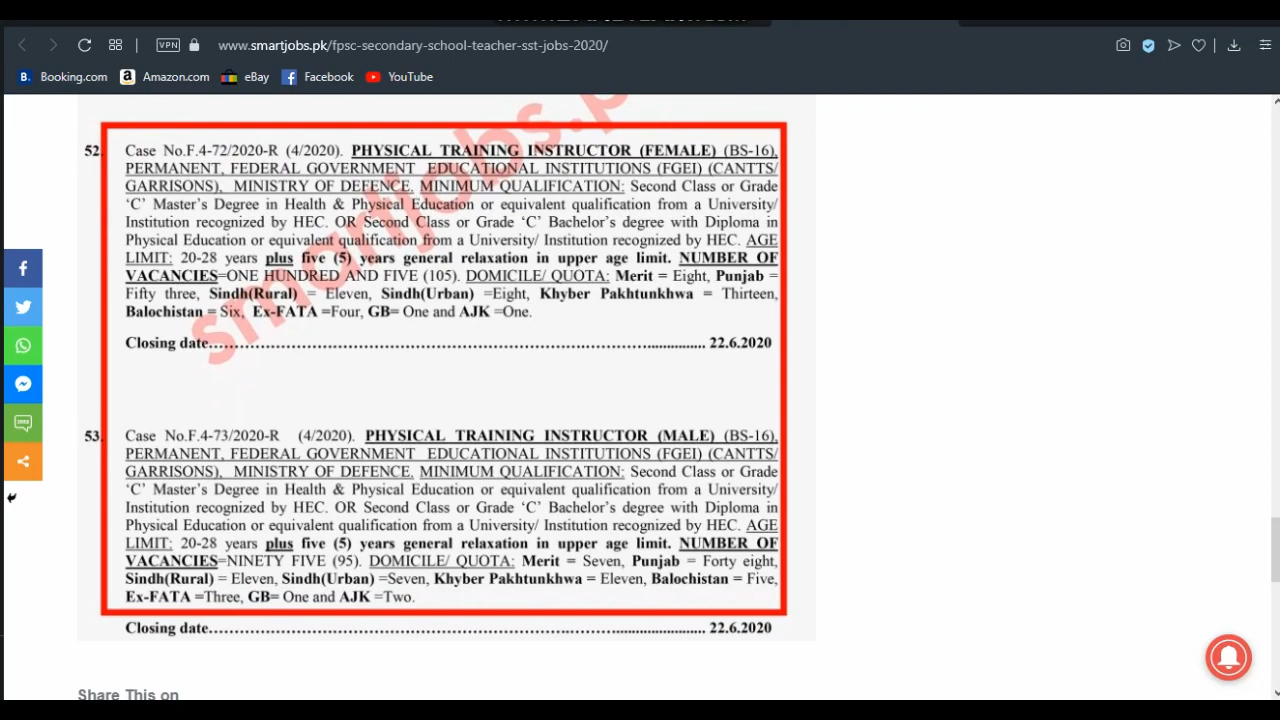 VPN www.smartjobs.pk/fpsc-secondary-school-teacher-sst-jobs-2020/
B. Booking.com Amazon.com eBay Facebook YouTube
smartjobs.p
52. Case No.F.4-72/2020-R (4/2020). PHYSICAL TRAINING INSTRUCTOR (FEMALE) (BS-16),
PERMANENT, FEDERAL GOVERNMENT EDUCATIONAL INSTITUTIONS (FGEI) (CANTTS/
GARRISONS), MINISTRY OF DEFENCE. MINIMUM QUALIFICATION: Second Class or Grade
‘C’ Master’s Degree in Health & Physical Education or equivalent qualification from a University/
Institution recognized by HEC. OR Second Class or Grade ‘C’ Bachelor’s degree with Diploma in
Physical Education or equivalent qualification from a University/ Institution recognized by HEC. AGE
LIMIT: 20-28 years plus five (5) years general relaxation in upper age limit. NUMBER OF
VACANCIES=ONE HUNDRED AND FIVE (105). DOMICILE/ QUOTA: Merit = Eight, Punjab =
Fifty three, Sindh(Rural) = Eleven, Sindh(Urban) =Eight, Khyber Pakhtunkhwa = Thirteen,
Balochistan = Six, Ex-FATA =Four, GB= One and AJK =One.
Closing date……………………………………………………….……….............. 22.6.2020
53. Case No.F.4-73/2020-R (4/2020). PHYSICAL TRAINING INSTRUCTOR (MALE) (BS-16),
PERMANENT, FEDERAL GOVERNMENT EDUCATIONAL INSTITUTIONS (FGEI) (CANTTS/
GARRISONS), MINISTRY OF DEFENCE. MINIMUM QUALIFICATION: Second Class or Grade
‘C’ Master’s Degree in Health & Physical Education or equivalent qualification from a University/
Institution recognized by HEC. OR Second Class or Grade ‘C’ Bachelor’s degree with Diploma in
Physical Education or equivalent qualification from a University/ Institution recognized by HEC. AGE
LIMIT: 20-28 years plus five (5) years general relaxation in upper age limit. NUMBER OF
VACANCIES=NINETY FIVE (95). DOMICILE/ QUOTA: Merit = Seven, Punjab = Forty eight,
Sindh(Rural) = Eleven, Sindh(Urban) =Seven, Khyber Pakhtunkhwa = Eleven, Balochistan = Five,
Ex-FATA =Three, GB= One and AJK =Two.
Closing date……………………………………………………..……....................... 22.6.2020
Share This on